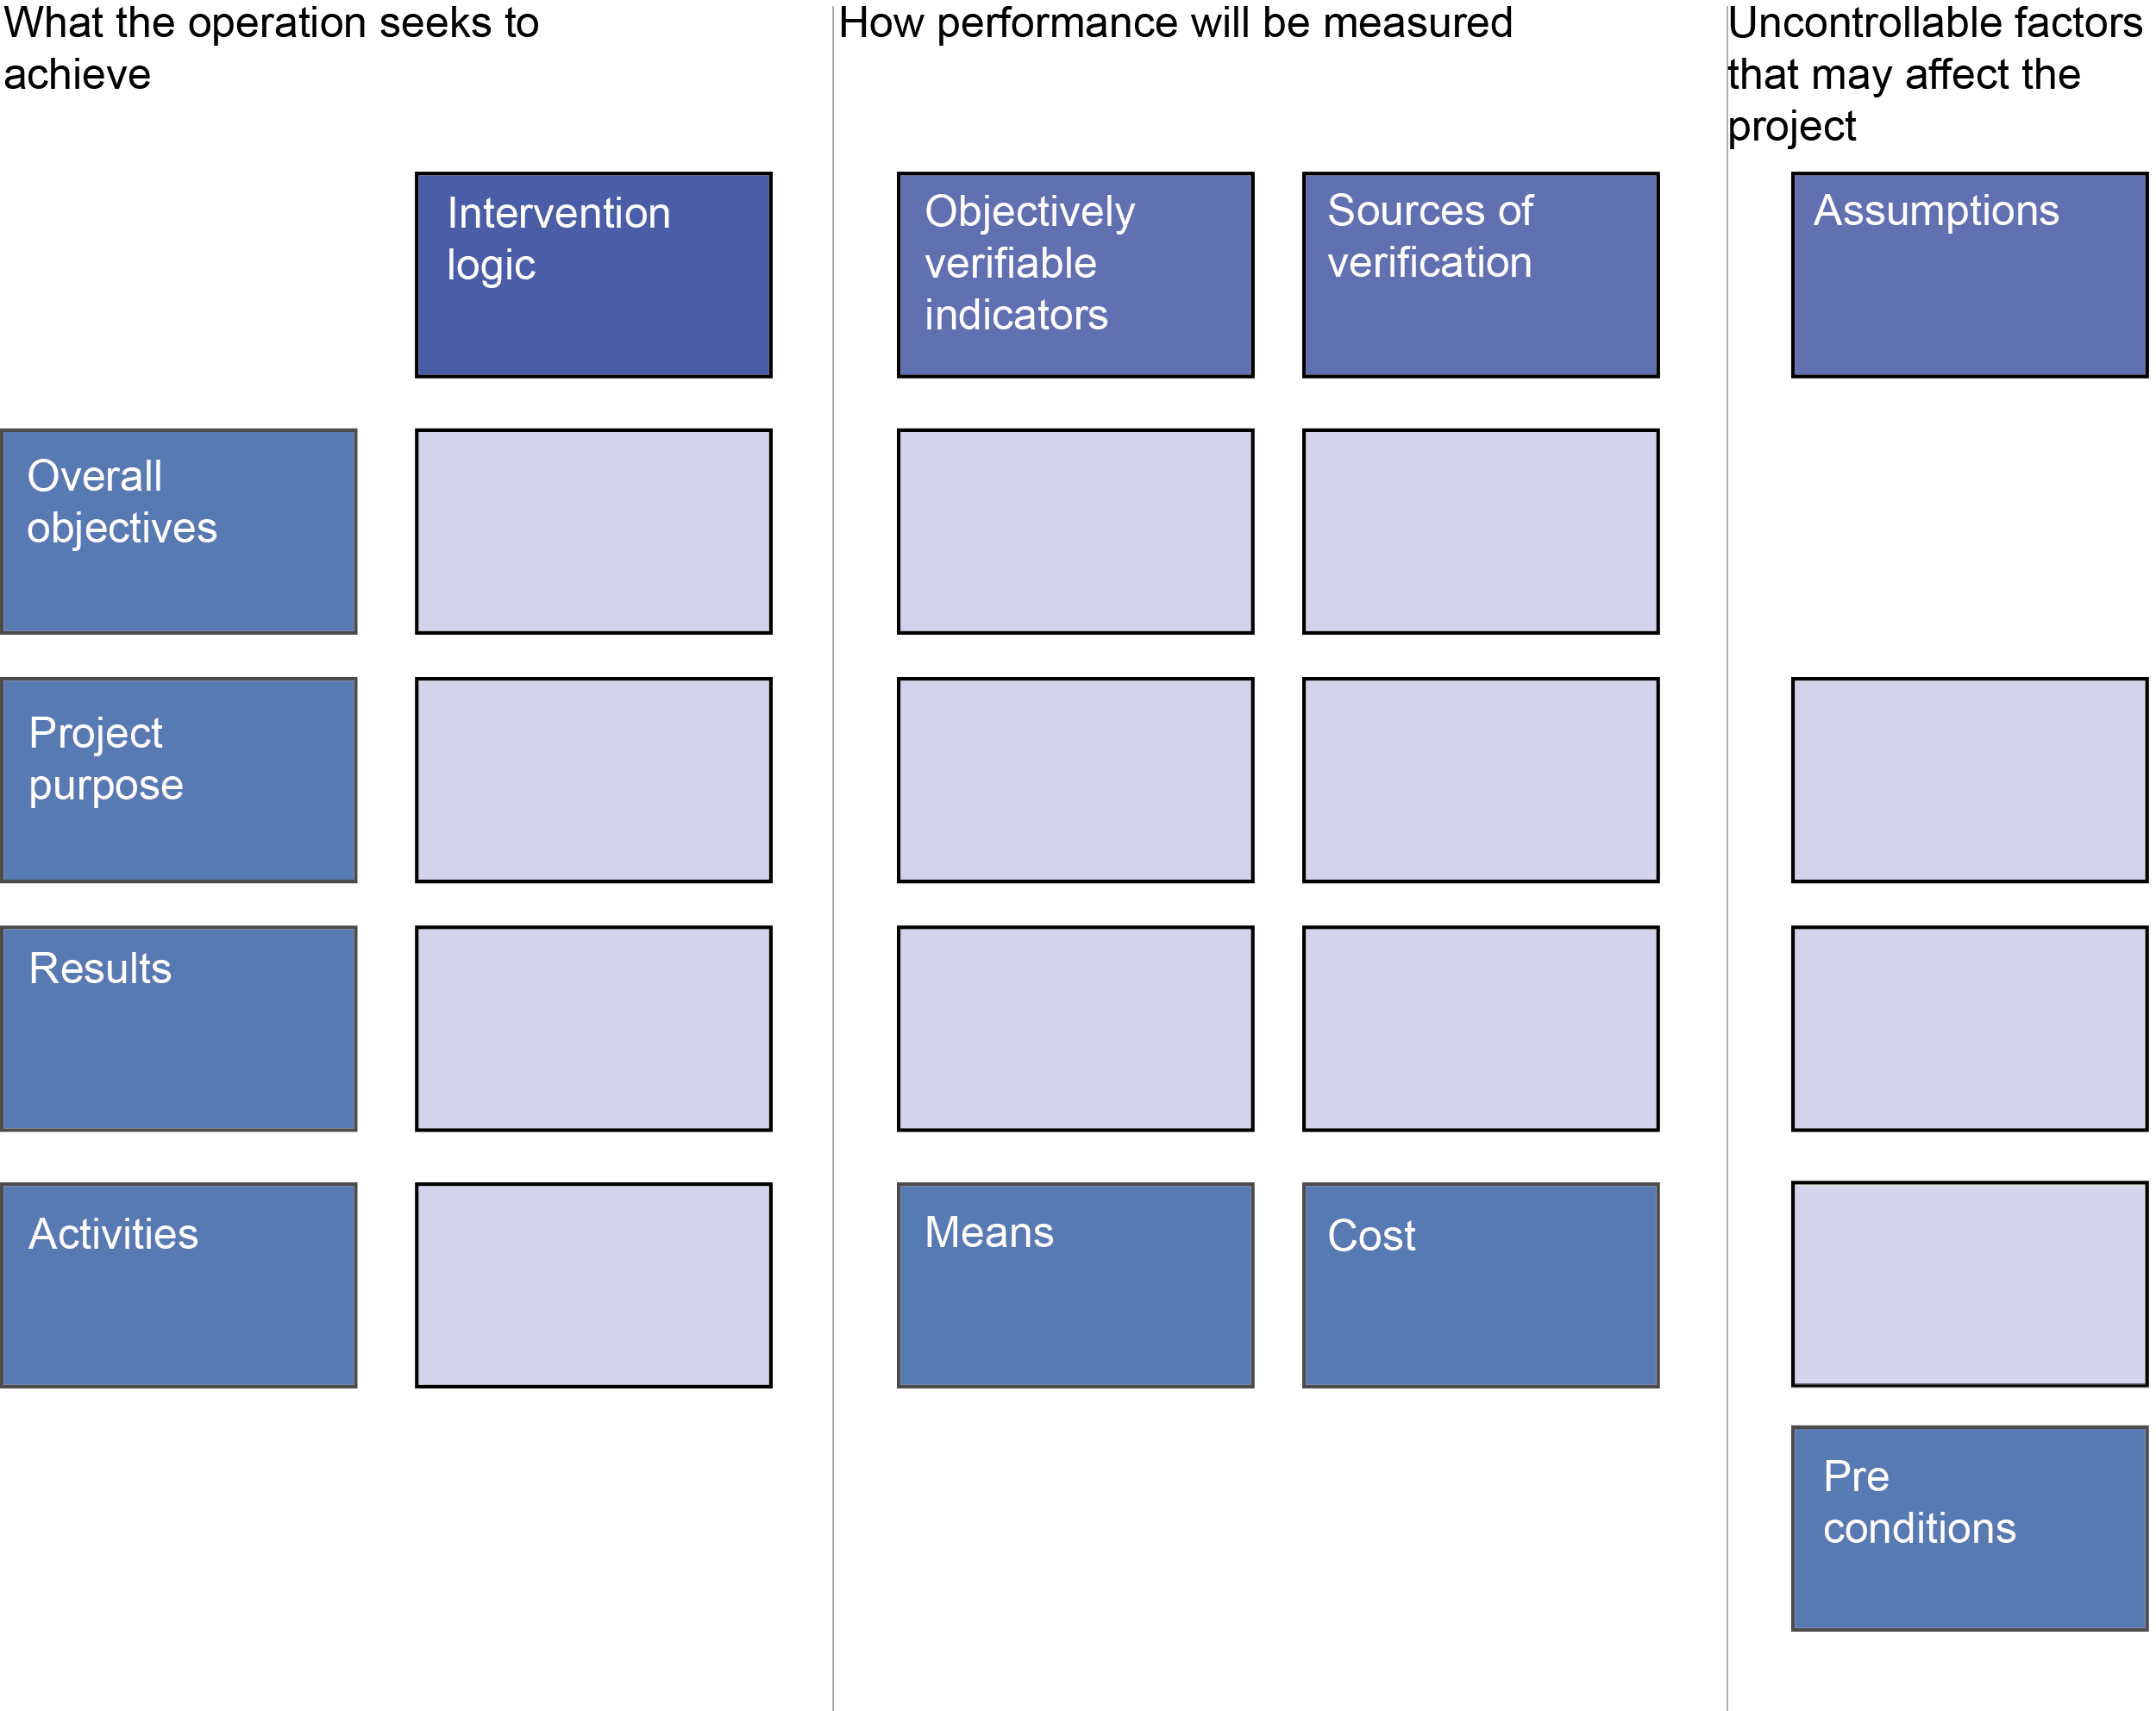 What the operation seeks to
achieve
How performance will be measured
Uncontrollable factors
that may affect the
project
Intervention
logic
Objectively
verifiable
indicators
Sources of
verification
Assumptions
Overall
objectives
Project
purpose
Results
Activities
Means
Cost
Pre
conditions